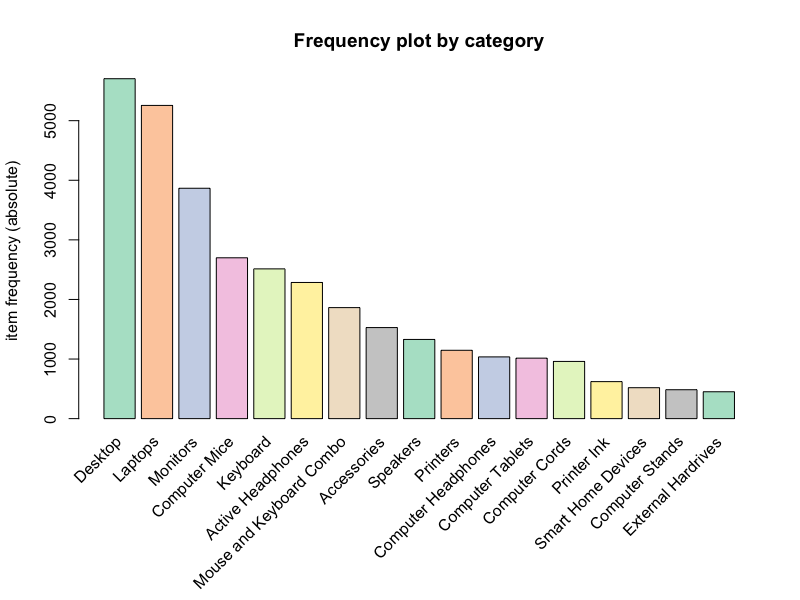 Frequency plot by category
item frequency (absolute)
5000
4000
3000
2000
1000
0
Desktop
Laptops
Monitors
Computer Mice
Keyboard
Active Headphones
Mouse and Keyboard Combo
Accessories
Speakers
Printers
Computer Headphones
Computer Tablets
Computer Cords
Printer Ink
Smart Home Devices
Computer Stands
External Hardrives